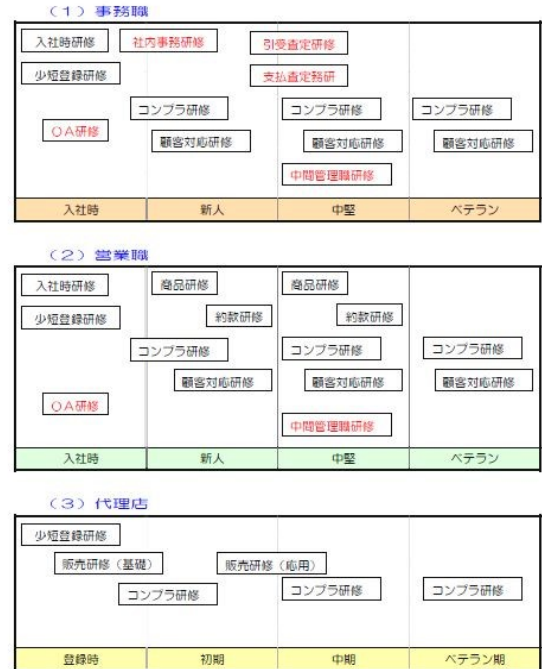 （１）事務職
入社時研修 社内事務研修 引受査定研修
少短登録研修 支払査定務研
コンプラ研修 コンプラ研修 コンプラ研修
ＯＡ研修 顧客対応研修 顧客対応研修 顧客対応研修
中間管理職研修
入社時 新人 中堅 ベテラン
（２）営業職
入社時研修 商品研修 商品研修
少短登録研修 約款研修 約款研修
コンプラ研修 コンプラ研修 コンプラ研修
顧客対応研修 顧客対応研修 顧客対応研修
ＯＡ研修
中間管理職研修
入社時 新人 中堅 ベテラン
（３）代理店
少短登録研修
販売研修（基礎） 販売研修（応用）
コンプラ研修 コンプラ研修 コンプラ研修
登録時 初期 中期 ベテラン期